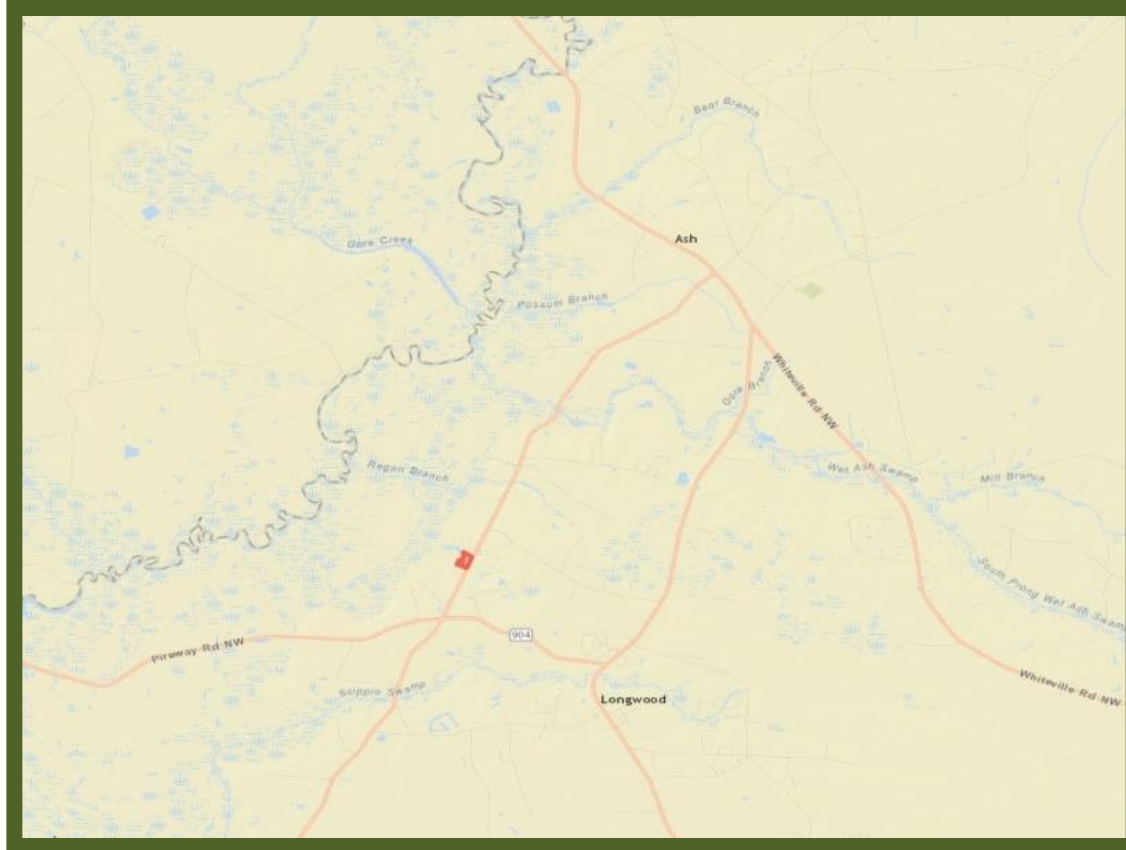 Bear Branch
Ash
Gore Creek
Possum Branch
Whiteville Rd NW
Gore Branch
Regan Branch
Wet Ash Swamp
Mill Branch
1
South Prong Wet Ash Swamp
904
Pireway Rd NW
Whiteville Rd NW
Scippio Swamp
Longwood